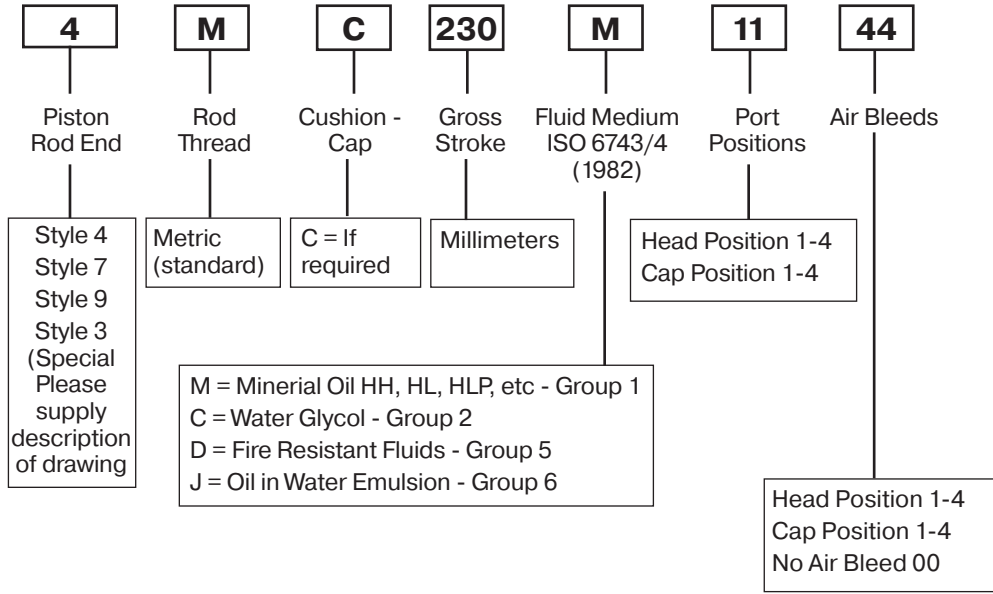 4 M C 230 M 11 44
Piston
Rod End
Rod
Thread
Cushion -
Cap
Gross
Stroke
Fluid Medium
ISO 6743/4
(1982)
Port
Positions
Air Bleeds
Style 4
Style 7
Style 9
Style 3
(Special
Please
supply
description
of drawing
Metric
(standard)
C = If
required
Millimeters
Head Position 1-4
Cap Position 1-4
M = Minerial Oil HH, HL, HLP, etc - Group 1
C = Water Glycol - Group 2
D = Fire Resistant Fluids - Group 5
J = Oil in Water Emulsion - Group 6
Head Position 1-4
Cap Position 1-4
No Air Bleed 00